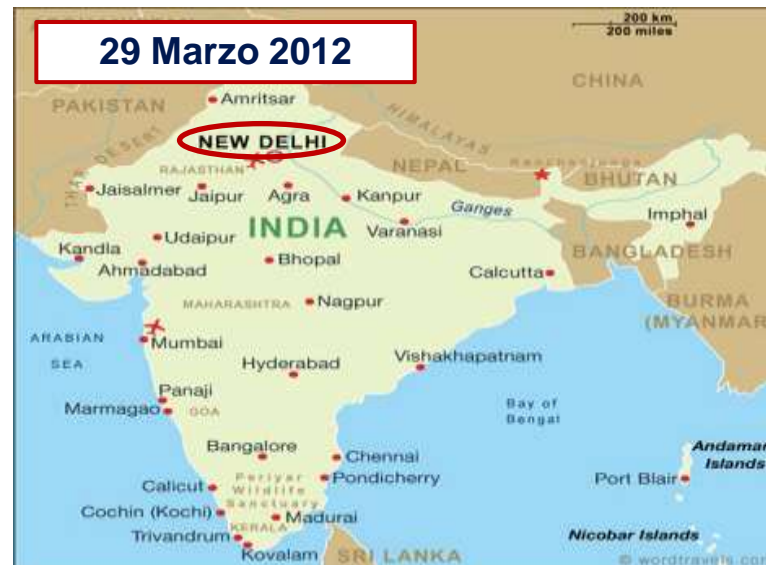 29 Marzo 2012
200 km
200 miles
CHINA
PAKISTAN
Amritsar
HIMALAYAS
NEW DELHI
THAR DESERT
RAJASTHAN
NEPAL
Kanchenjunga
BHUTAN
Jaisalmer
Jaipur
Agra
Kanpur
Ganges
Imphal
Udaipur
INDIA
Varanasi
Kandla
BANGLADESH
Ahmadabad
Bhopal
Calcutta
MAHARASHTRA
Nagpur
BURMA
(MYANMAR
ARABIAN
SEA
Mumbai
Hyderabad
Vishakhapatnam
Panaji
Marmagao
GOA
Bay of
Bengal
Bangalore
Chennai
Andaman
Islands
Calicut
Periyar
Wildlife
Sanctuary
Pondicherry
Port Blair
Cochin (Kochi)
Madurai
KERALA
Trivandrum
Nicobar Islands
Kovalam
SRI LANKA
© wordtravels.com